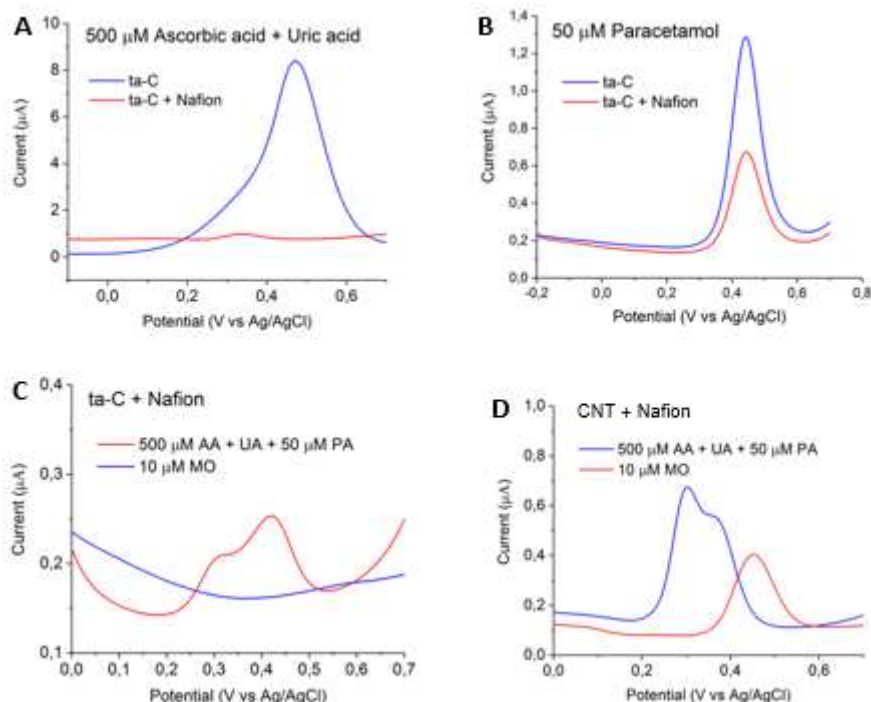 A
500 µM Ascorbic acid + Uric acid
ta-C
ta-C + Nafion
Current (µA)
10
8
6
4
2
0
0,0
0,2
0,4
0,6
Potential (V vs Ag/AgCl)
B
50 µM Paracetamol
ta-C
ta-C + Nafion
Current (µA)
1,4
1,2
1,0
0,8
0,6
0,4
0,2
0,0
-0,2
0,0
0,2
0,4
0,6
0,8
Potential (V vs Ag/AgCl)
C
ta-C + Nafion
500 µM AA + UA + 50 µM PA
10 µM MO
Current (µA)
0,4
0,3
0,2
0,1
0,0
0,1
0,2
0,3
0,4
0,5
0,6
0,7
Potential (V vs Ag/AgCl)
D
CNT + Nafion
500 µM AA + UA + 50 µM PA
10 µM MO
Current (µA)
1,0
0,8
0,6
0,4
0,2
0,0
0,0
0,2
0,4
0,6
Potential (V vs Ag/AgCl)